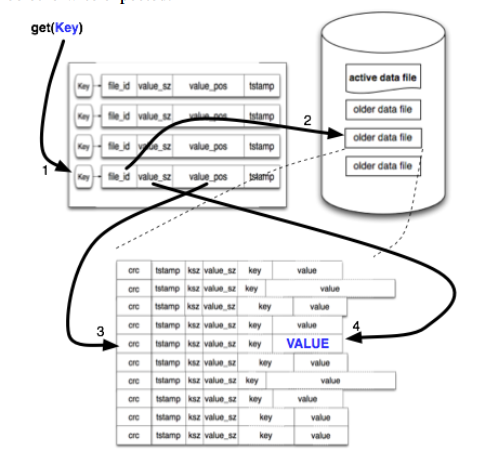 get(Key)
active data file
older data file
older data file
older data file
Key file_id value_sz value_pos tstamp
Key file_id value_sz value_pos tstamp
Key file_id value_sz value_pos tstamp
Key file_id value_sz value_pos tstamp
1
2
3
4
crc tstamp ksz value_sz key value
crc tstamp ksz value_sz key value
crc tstamp ksz value_sz key value
crc tstamp ksz value_sz key value
crc tstamp ksz value_sz key VALUE
crc tstamp ksz value_sz key value
crc tstamp ksz value_sz key value
crc tstamp ksz value_sz key value
crc tstamp ksz value_sz key value
crc tstamp ksz value_sz key value